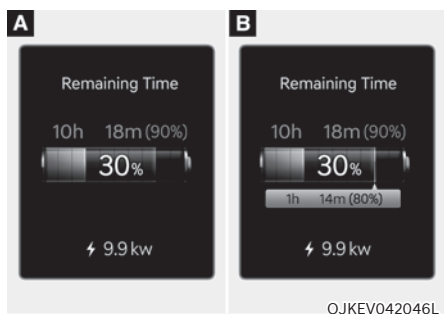 A
Remaining Time
10h 18m (90%)
30%
9.9 kw
B
Remaining Time
10h 18m (90%)
30%
1h 14m (80%)
9.9 kw
OJKEV042046L